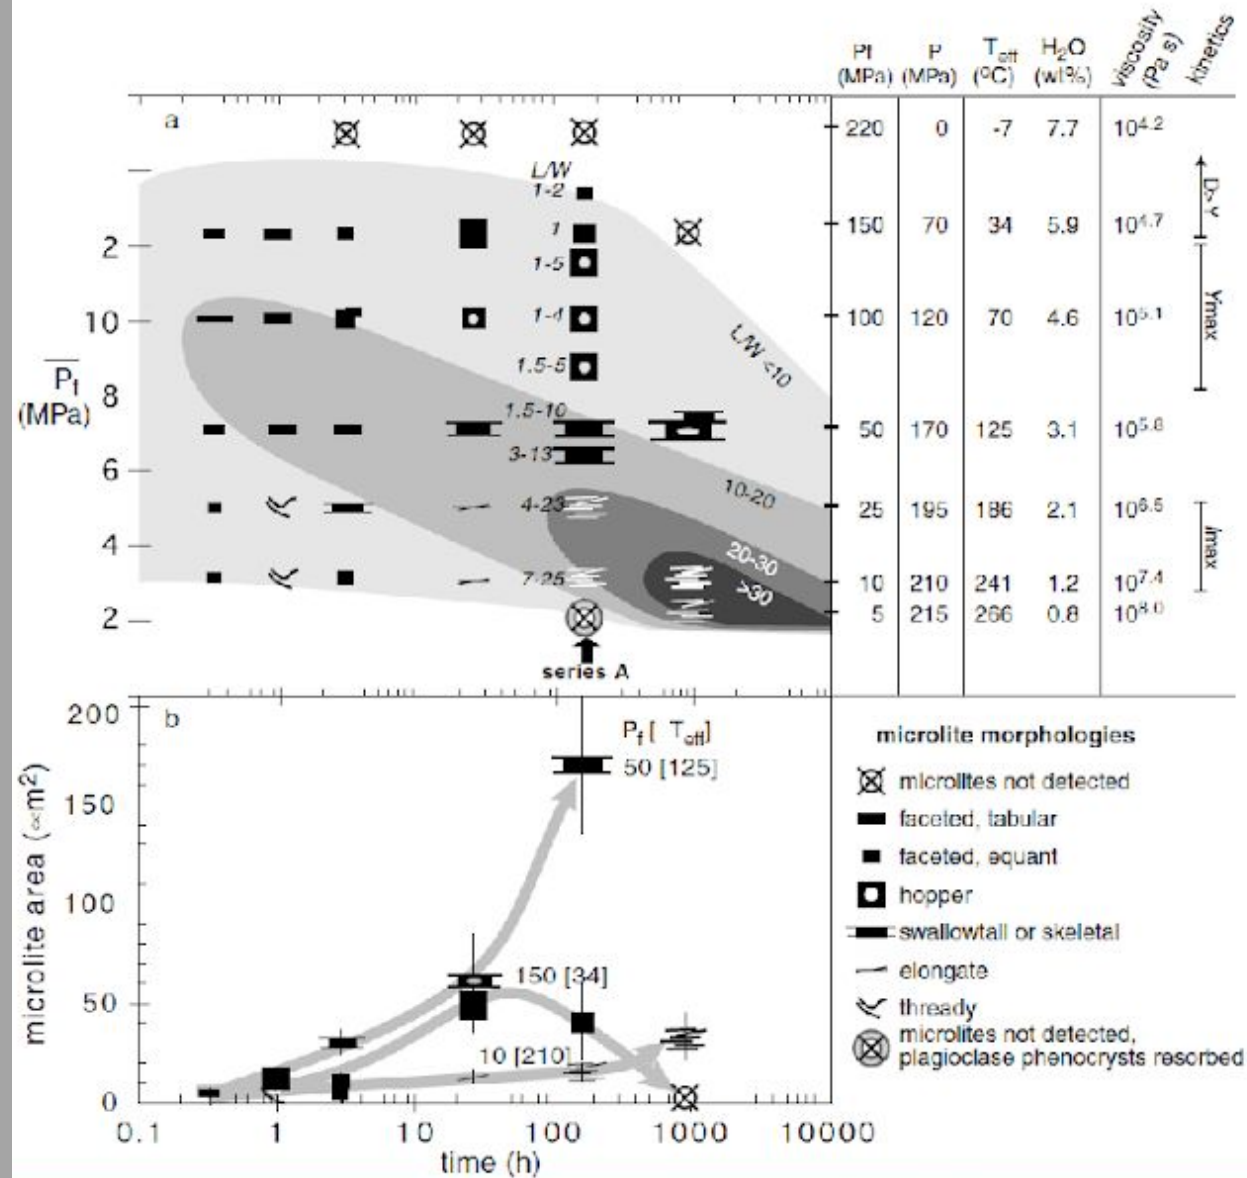 Pf P Teff H2O viscosity kinetics
(MPa) (MPa) (ºC) (wt%) (Pa s)
a
220 0 -7 7.7 10^4.2
L/W
1-2
D>Y
2 1 150 70 34 5.9 10^4.7
1-5
Ymax
10 1-4 100 120 70 4.6 10^5.1
L/W <10
1.5-5
Pf
(MPa)
8 1.5-10
50 170 125 3.1 10^5.8
6 3-13
10-20
4-23 25 195 186 2.1 10^6.5
4 20-30 Imax
7-25 >30 10 210 241 1.2 10^7.4
2 5 215 266 0.8 10^8.0
series A
b
200
Pf [ Teff]
50 [125]
150
100
150 [34]
50
10 [210]
0
microlite area (∝m2)
0.1 1 10 100 1000 10000
time (h)
microlite morphologies
microlites not detected
faceted, tabular
faceted, equant
hopper
swallowtail or skeletal
elongate
thready
microlites not detected,
plagioclase phenocrysts resorbed